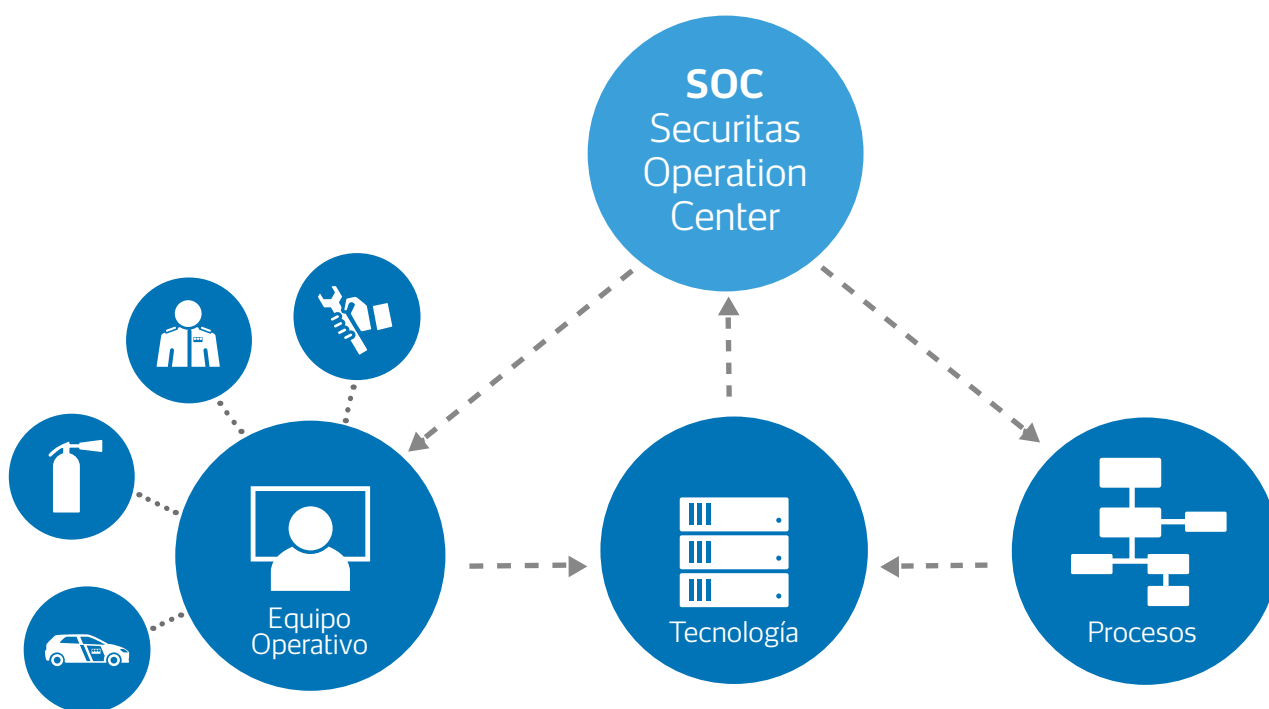 SOC
Securitas
Operation
Center
Equipo
Operativo
Tecnología
Procesos